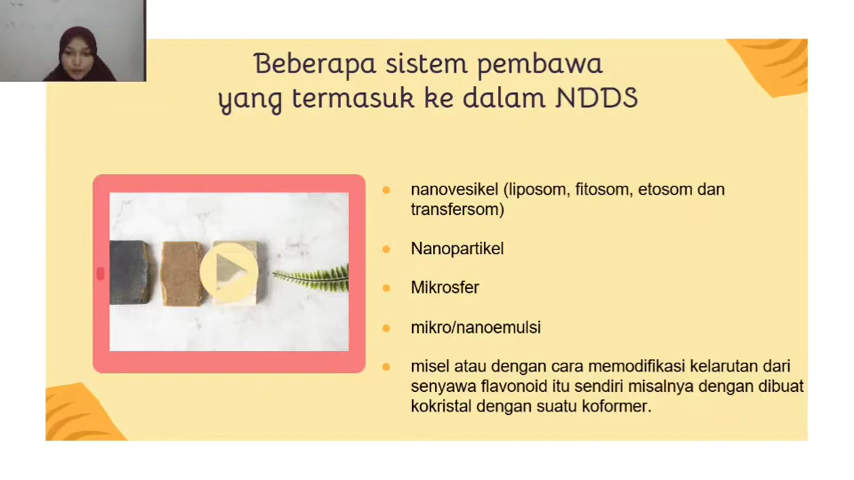 Beberapa sistem pembawa
yang termasuk ke dalam NDDS
nanovesikel (liposom, fitosom, etosom dan
transfersom)
Nanopartikel
Mikrosfer
mikro/nanoemulsi
misel atau dengan cara memodifikasi kelarutan dari
senyawa flavonoid itu sendiri misalnya dengan dibuat
kokristal dengan suatu koformer.